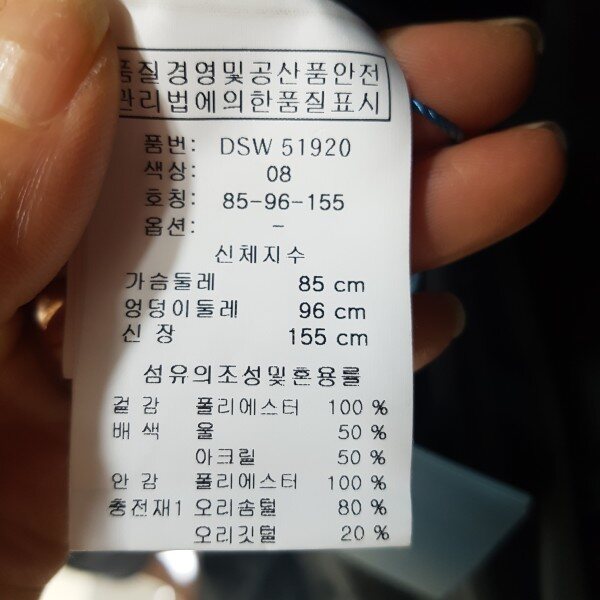 품질경영및공산품안전
관리법에의한품질표시
품번: DSW 51920
색상: 08
호칭: 85-96-155
옵션: -
신체지수
가슴둘레 85 cm
엉덩이둘레 96 cm
신 장 155 cm
섬유의조성및혼용률
겉 감 폴리에스터 100 %
배 색 울 50 %
아크릴 50 %
안 감 폴리에스터 100 %
충전재1 오리솜털 80 %
오리깃털 20 %